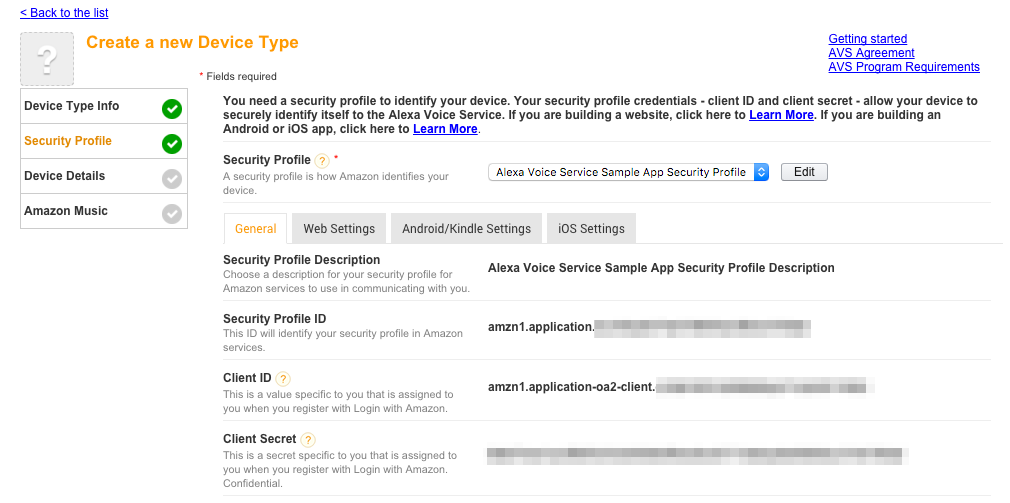 < Back to the list
?
Create a new Device Type
Getting started
AVS Agreement
AVS Program Requirements
* Fields required
Device Type Info
Security Profile
Device Details
Amazon Music
You need a security profile to identify your device. Your security profile credentials - client ID and client secret - allow your device to
securely identify itself to the Alexa Voice Service. If you are building a website, click here to Learn More. If you are building an
Android or iOS app, click here to Learn More.
Security Profile ? *
A security profile is how Amazon identifies your
device.
Alexa Voice Service Sample App Security Profile
Edit
General
Web Settings
Android/Kindle Settings
iOS Settings
Security Profile Description
Choose a description for your security profile for
Amazon services to use in communicating with you.
Alexa Voice Service Sample App Security Profile Description
Security Profile ID
This ID will identify your security profile in Amazon
services.
amzn1.application.
Client ID ?
This is a value specific to you that is assigned to
you when you register with Login with Amazon.
amzn1.application-oa2-client.
Client Secret ?
This is a secret specific to you that is assigned to
you when you register with Login with Amazon.
Confidential.